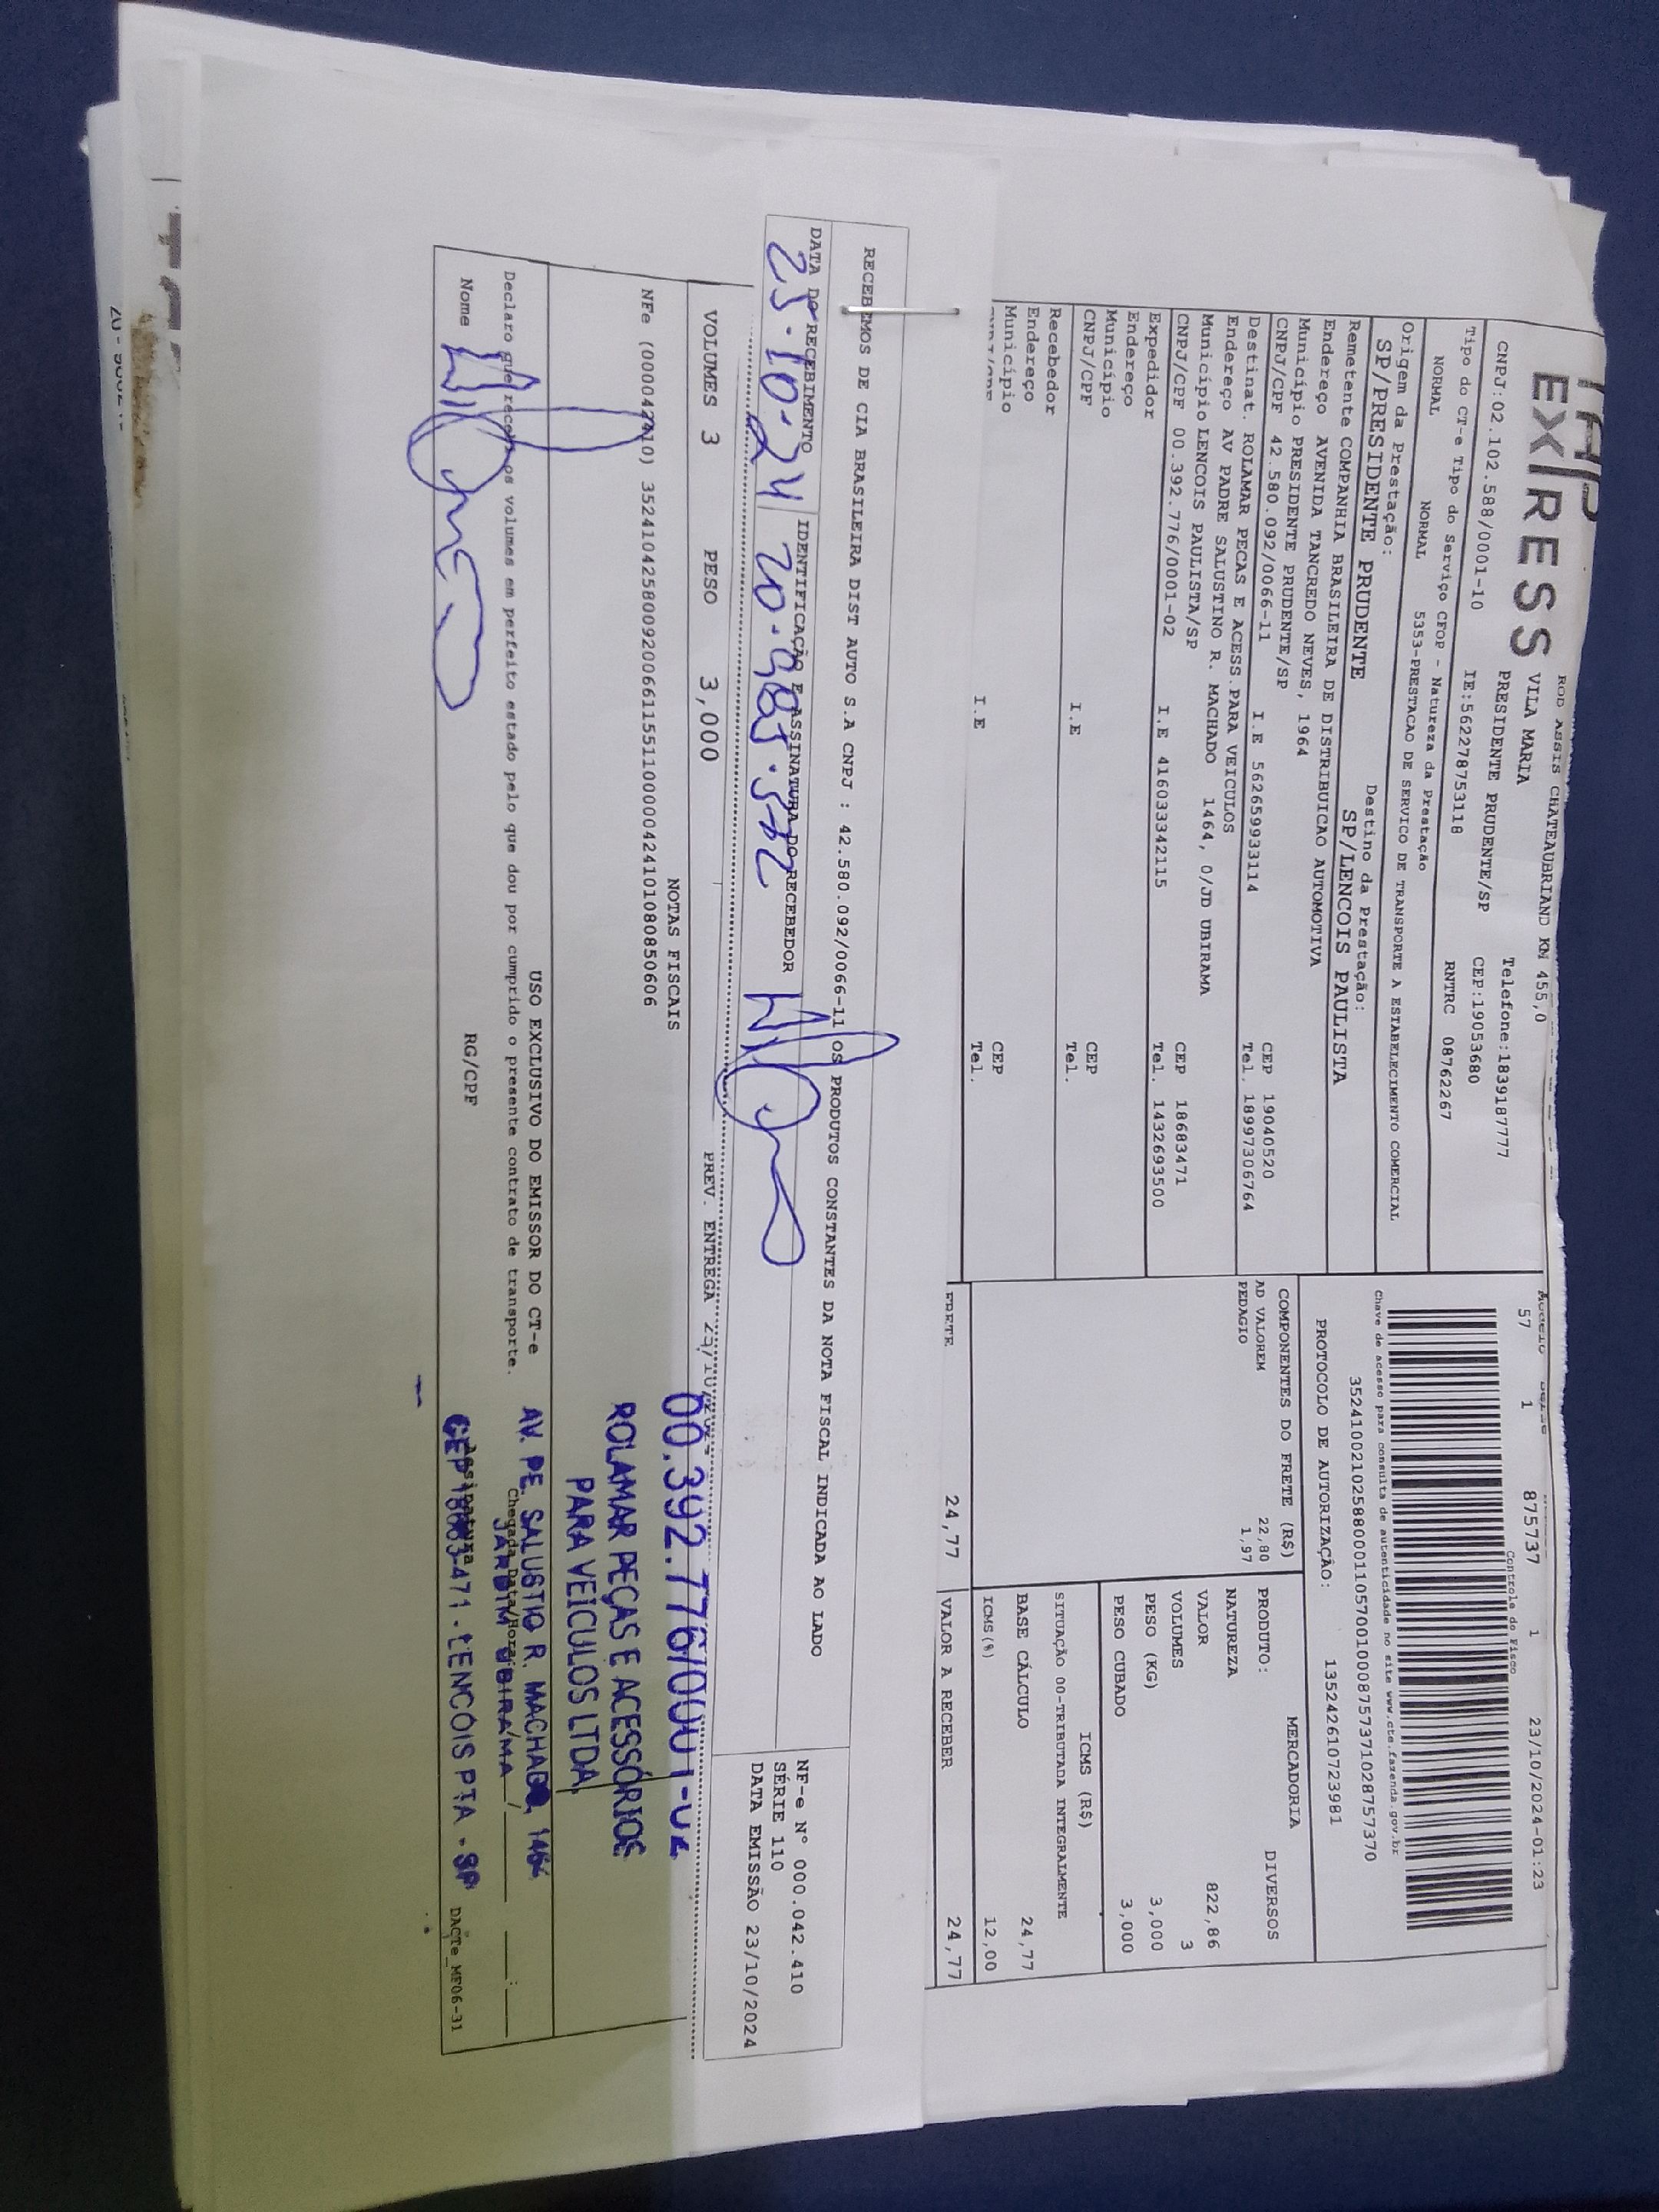 EXPRESS
ROD ASSIS CHATEAUBRIAND KM 455,0
VILA MARIA
PRESIDENTE PRUDENTE/SP
Telefone:1839187777
CNPJ:02.102.588/0001-10
IE:562278753118
CEP:19053680
Tipo do CT-e Tipo do Serviço CFOP - Natureza da Prestação
RNTRC 08762267
NORMAL NORMAL 5353-PRESTACAO DE SERVICO DE TRANSPORTE A ESTABELECIMENTO COMERCIAL
Origem da Prestação: Destino da Prestação:
SP/PRESIDENTE PRUDENTE SP/LENCOIS PAULISTA
Remetente COMPANHIA BRASILEIRA DE DISTRIBUICAO AUTOMOTIVA
Endereço AVENIDA TANCREDO NEVES, 1964
Município PRESIDENTE PRUDENTE/SP CEP 19040520
CNPJ/CPF 42.580.092/0066-11 I.E 562659933114 Tel. 18997306764
Destinat. ROLAMAR PECAS E ACESS.PARA VEICULOS
Endereço AV PADRE SALUSTINO R. MACHADO 1464, 0/JD UBIRAMA
Município LENCOIS PAULISTA/SP CEP 18683471
CNPJ/CPF 00.392.776/0001-02 I.E 416033342115 Tel. 1432693500
Expedidor
Endereço
Município CEP
CNPJ/CPF I.E Tel.
Recebedor
Endereço
Município CEP
I.E Tel.
57 1 875737 1 23/10/2024-01:23
Controle do Fisco
Chave de acesso para consulta de autenticidade no site www.cte.fazenda.gov.br
35241002102588000110570010008757371028757370
PROTOCOLO DE AUTORIZAÇÃO: 135242610723981
COMPONENTES DO FRETE (R$)
AD VALOREM 22,80
PEDAGIO 1,97
FRETE 24,77
MERCADORIA
PRODUTO: DIVERSOS
NATUREZA
VALOR 822,86
VOLUMES 3
PESO (KG) 3,000
PESO CUBADO 3,000
ICMS (R$)
SITUAÇÃO 00-TRIBUTADA INTEGRALMENTE
BASE CÁLCULO 24,77
ICMS(%) 12,00
VALOR A RECEBER 24,77
RECEBEMOS DE CIA BRASILEIRA DIST AUTO S.A CNPJ : 42.580.092/0066-11 OS PRODUTOS CONSTANTES DA NOTA FISCAL INDICADA AO LADO
DATA DO RECEBIMENTO IDENTIFICAÇÃO E ASSINATURA DO RECEBEDOR
25.10.24
NF-e N° 000.042.410
SÉRIE 110
DATA EMISSÃO 23/10/2024
VOLUMES 3 PESO 3,000 PREV. ENTREGA
NOTAS FISCAIS
NFe (000042410) 35241042580092006611551100000424101080850606
00.392.776/0001-02
ROLAMAR PEÇAS E ACESSÓRIOS
PARA VEÍCULOS LTDA
USO EXCLUSIVO DO EMISSOR DO CT-e
AV. PE. SALUSTIO R. MACHADO, 1464
Declaro que recebi os volumes em perfeito estado pelo que dou por cumprido o presente contrato de transporte.
Chegada Data/Hora:
JARDIM UBIRAMA
Nome RG/CPF Assinatura
CEP 18683-471 - LENCÓIS PTA - SP
DACTe_MF06-31